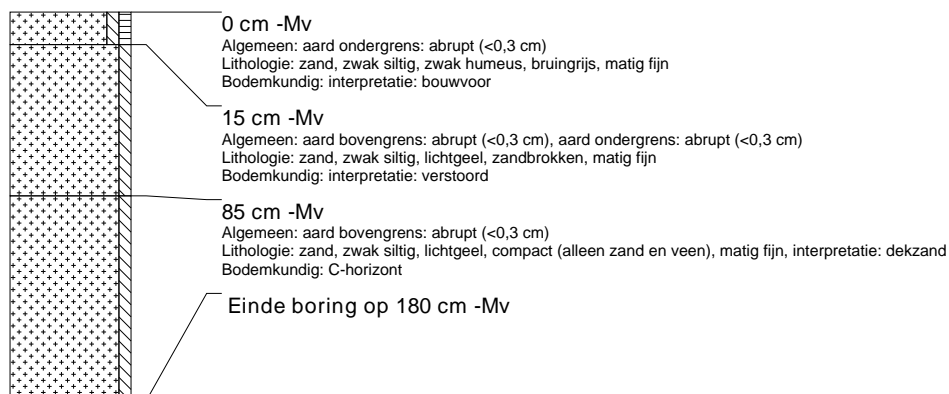 0 cm -Mv
Algemeen: aard ondergrens: abrupt (<0,3 cm)
Lithologie: zand, zwak siltig, zwak humeus, bruingrijs, matig fijn
Bodemkundig: interpretatie: bouwvoor
15 cm -Mv
Algemeen: aard bovengrens: abrupt (<0,3 cm), aard ondergrens: abrupt (<0,3 cm)
Lithologie: zand, zwak siltig, lichtgeel, zandbrokken, matig fijn
Bodemkundig: interpretatie: verstoord
85 cm -Mv
Algemeen: aard bovengrens: abrupt (<0,3 cm)
Lithologie: zand, zwak siltig, lichtgeel, compact (alleen zand en veen), matig fijn, interpretatie: dekzand
Bodemkundig: C-horizont
Einde boring op 180 cm -Mv